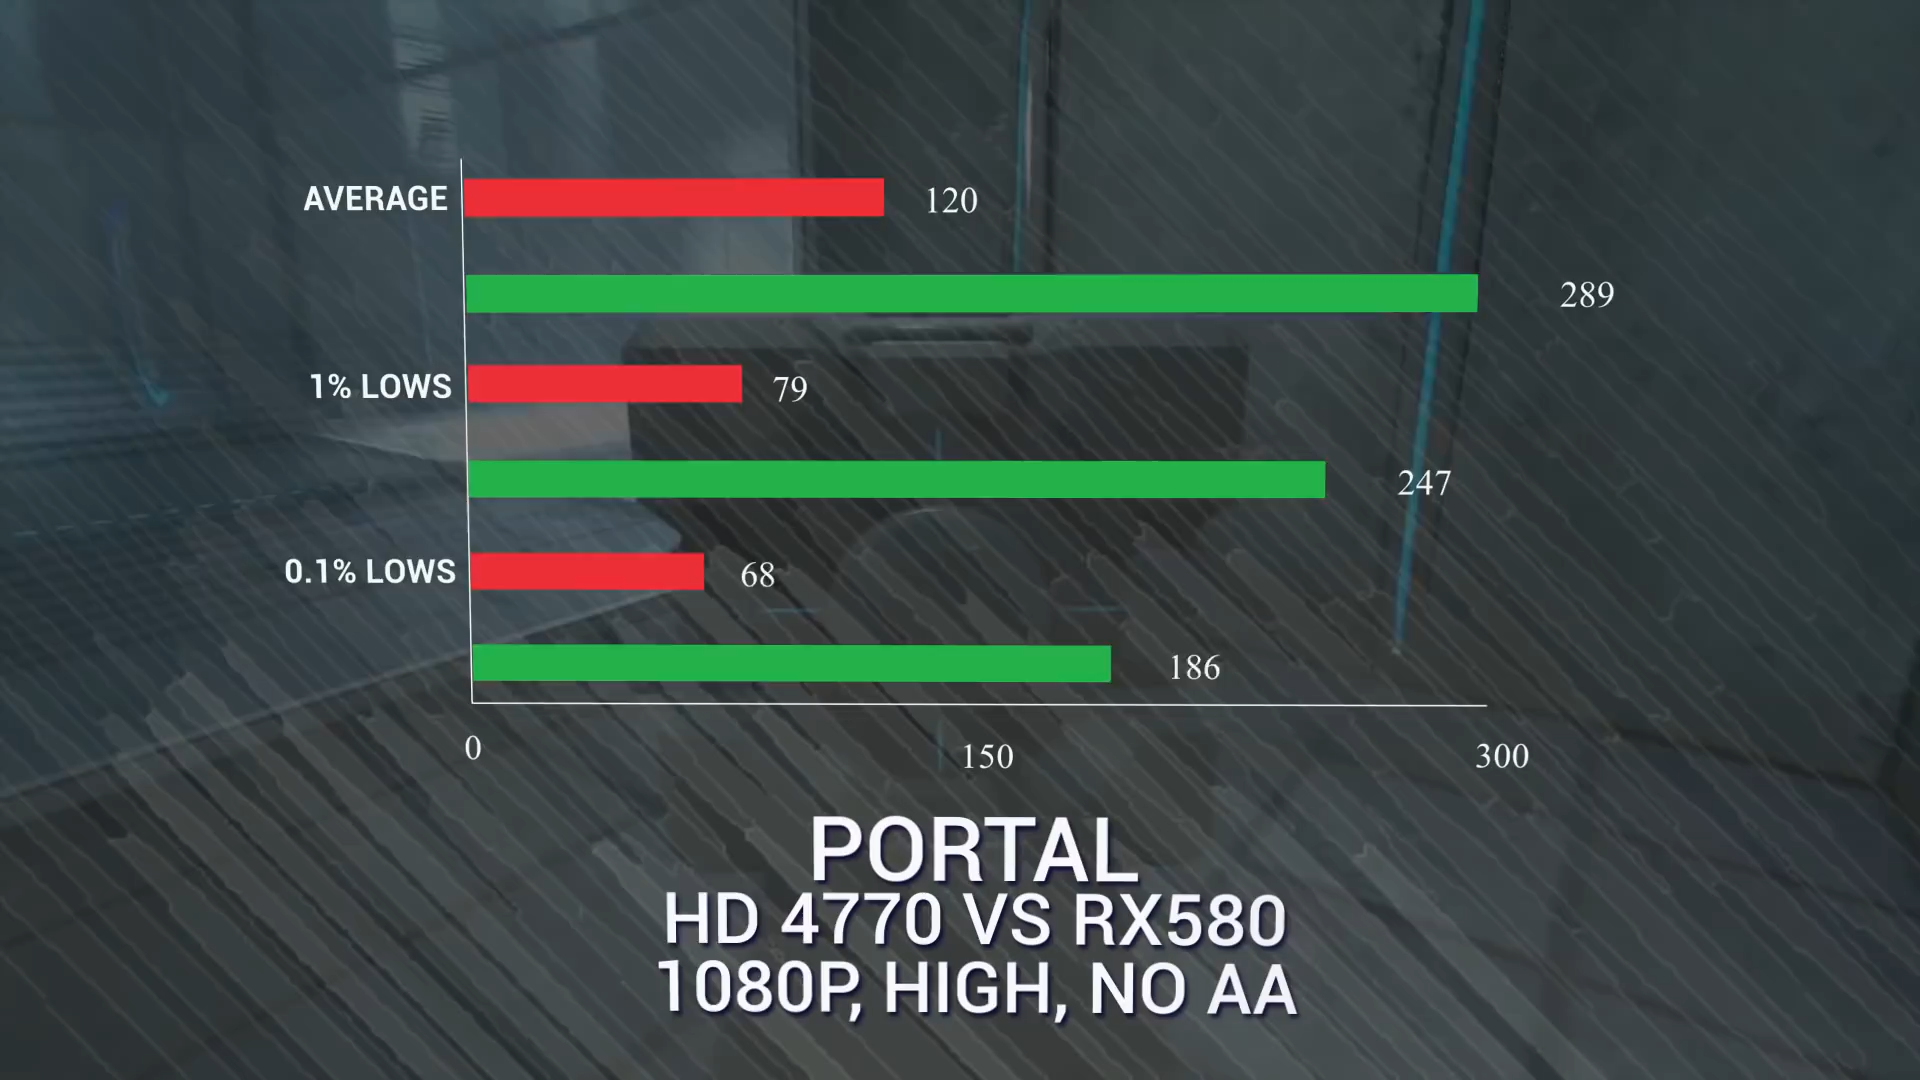 AVERAGE 120
289
1% LOWS 79
247
0.1% LOWS 68
186
0 150 300
PORTAL
HD 4770 VS RX580
1080P, HIGH, NO AA